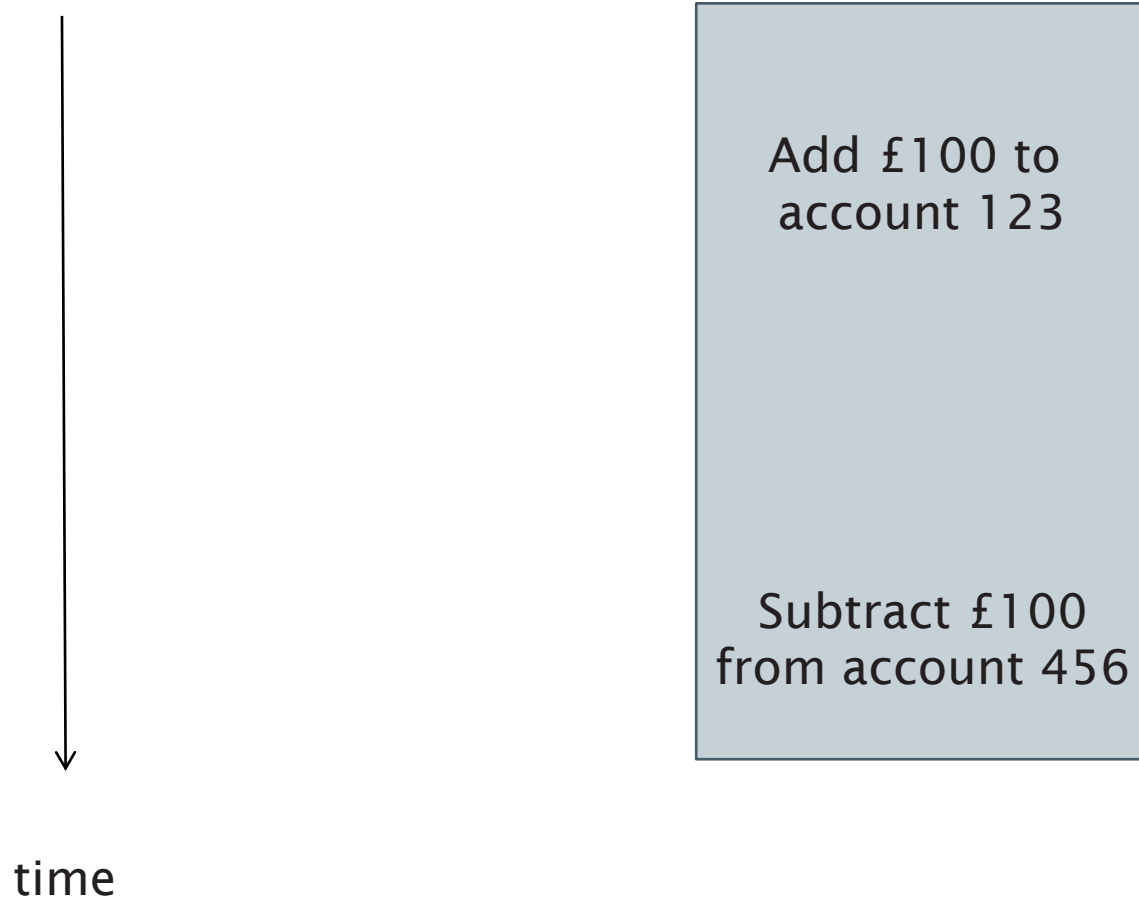 Add £100 to
account 123
Subtract £100
from account 456
time